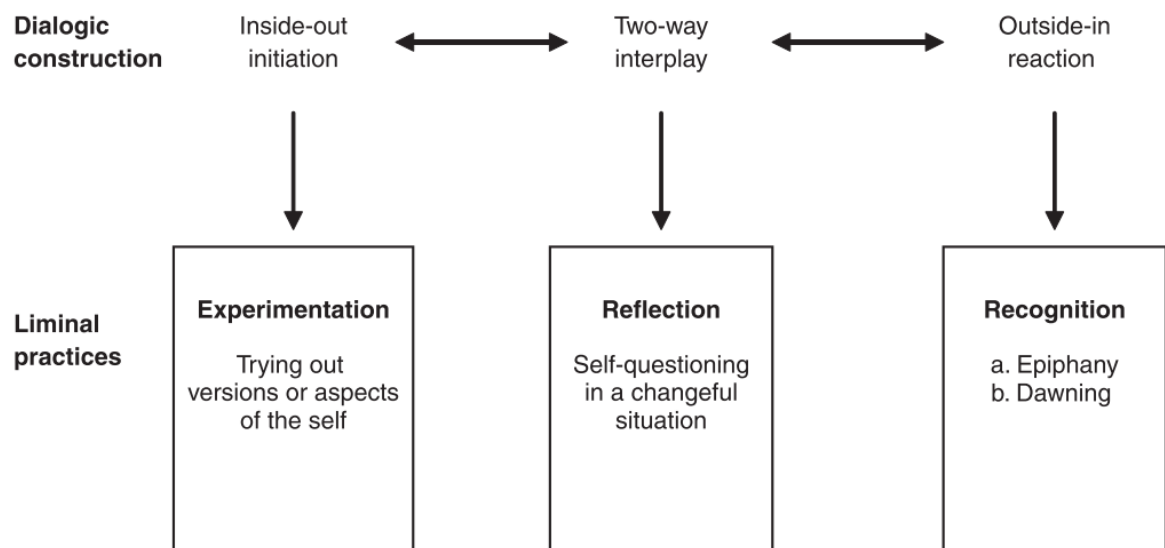 Dialogic
construction
Inside-out
initiation
Two-way
interplay
Outside-in
reaction
Liminal
practices
Experimentation
Trying out
versions or aspects
of the self
Reflection
Self-questioning
in a changeful
situation
Recognition
a. Epiphany
b. Dawning